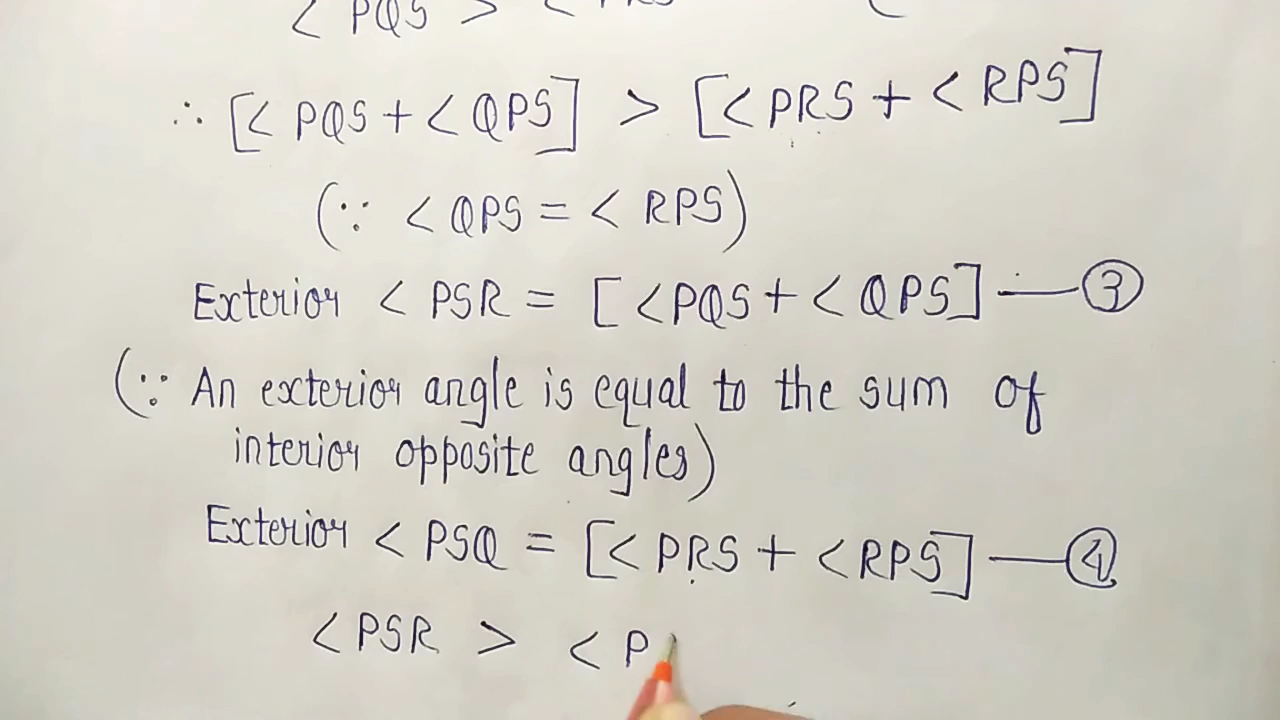 < PQS >
∴ [< PQS + < QPS] > [< PRS + < RPS]
(∵ < QPS = < RPS)
Exterior < PSR = [<PQS + < QPS] — ③
(∵ An exterior angle is equal to the sum of
interior opposite angles)
Exterior < PSQ = [< PRS + <RPS] — ④
< PSR > < P